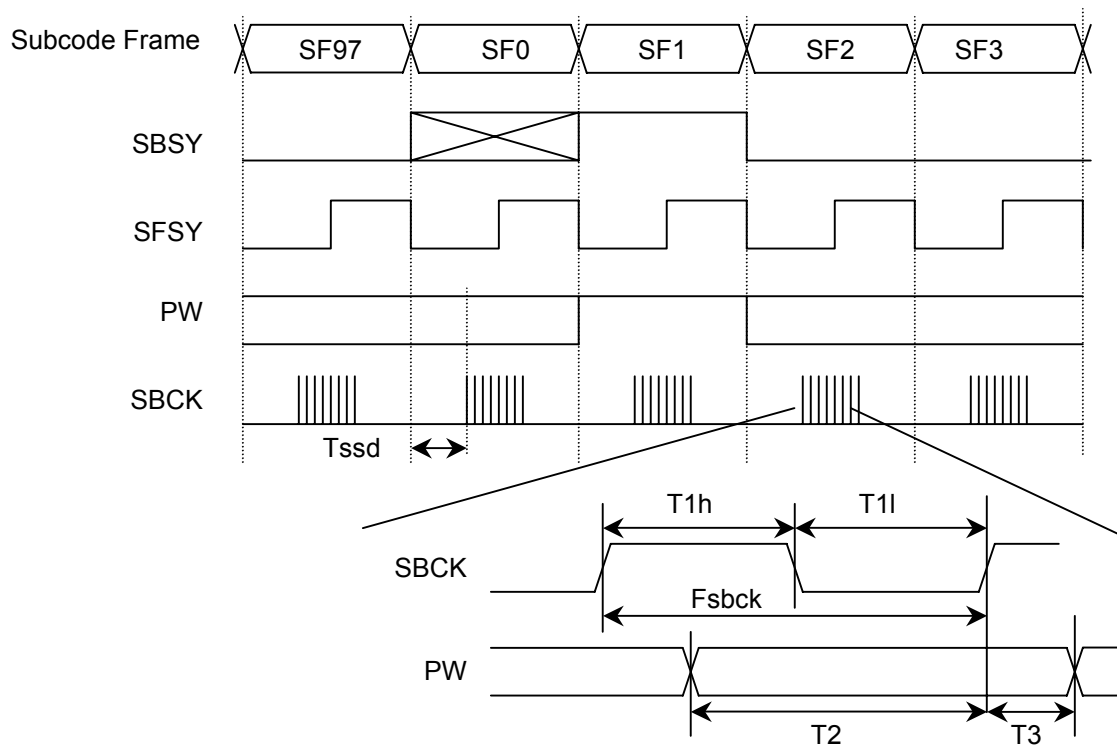 Subcode Frame SF97 SF0 SF1 SF2 SF3
SBSY
SFSY
PW
SBCK
Tssd
T1h T1l
SBCK
Fsbck
PW
T2 T3